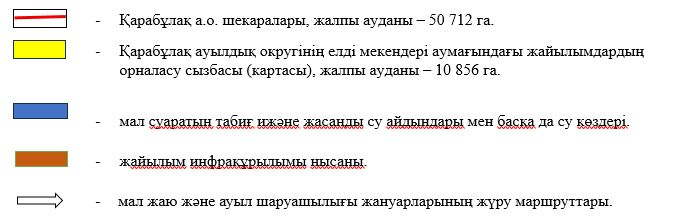 - Қарабұлақ а.о. шекаралары, жалпы ауданы – 50 712 га.
- Қарабұлақ ауылдық округінің елді мекендері аумағындағы жайылымдардың
орналасу сызбасы (картасы), жалпы ауданы – 10 856 га.
- мал суаратын табиғ ижәне жасанды су айдындары мен басқа да су көздері.
- жайылым инфрақұрылымы нысаны.
- мал жаю және ауыл шаруашылығы жануарларының жүру маршруттары.